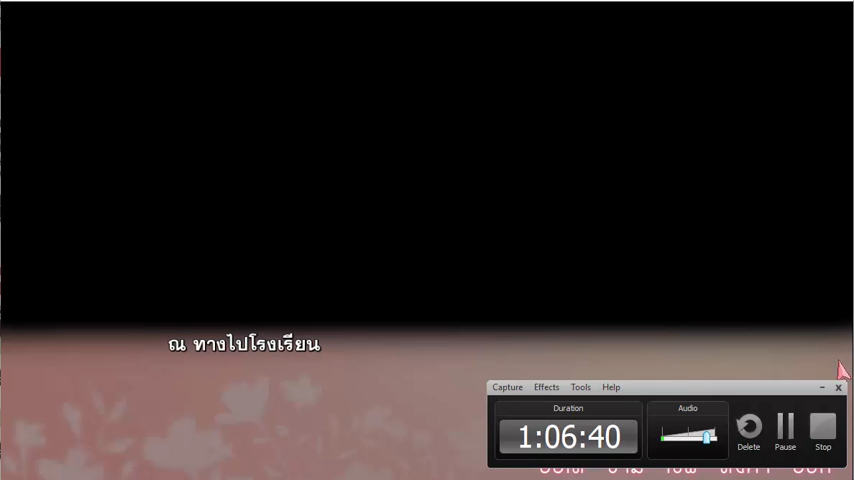 ณ ทางไปโรงเรียน
Capture Effects Tools Help
Duration
Audio
1:06:40
Delete Pause Stop